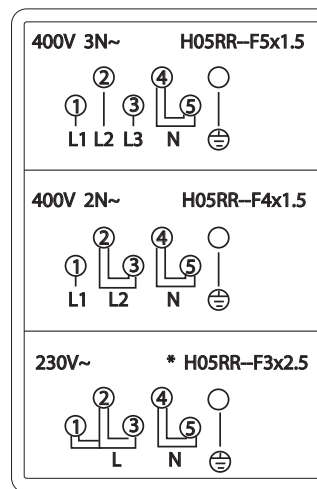 400V 3N~ H05RR--F5x1.5
2 4
1 3 5
L1 L2 L3 N
400V 2N~ H05RR--F4x1.5
2 4
1 3 5
L1 L2 N
230V~ * H05RR--F3x2.5
2 4
1 3 5
L N